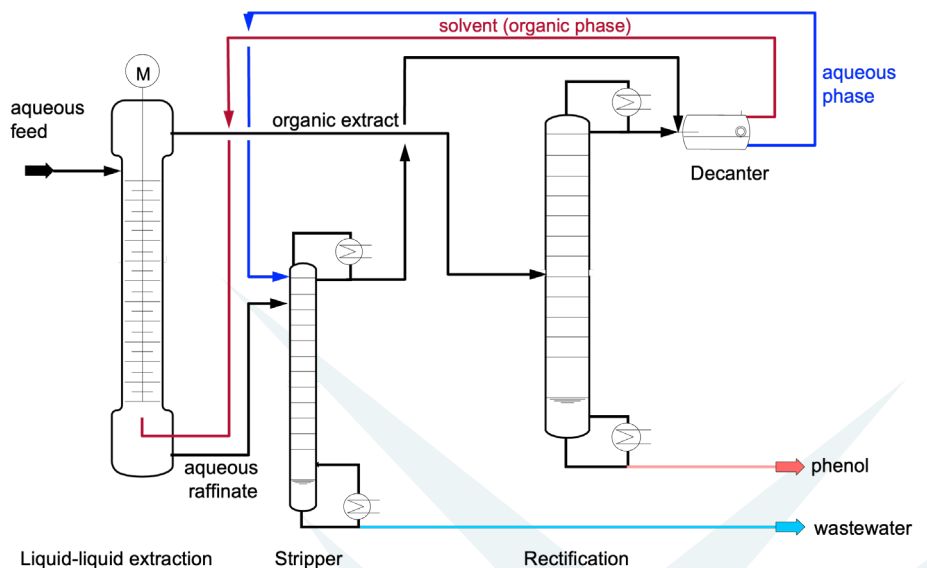 solvent (organic phase)
M
aqueous
feed
organic extract
aqueous
phase
Decanter
aqueous
raffinate
phenol
wastewater
Liquid-liquid extraction
Stripper
Rectification